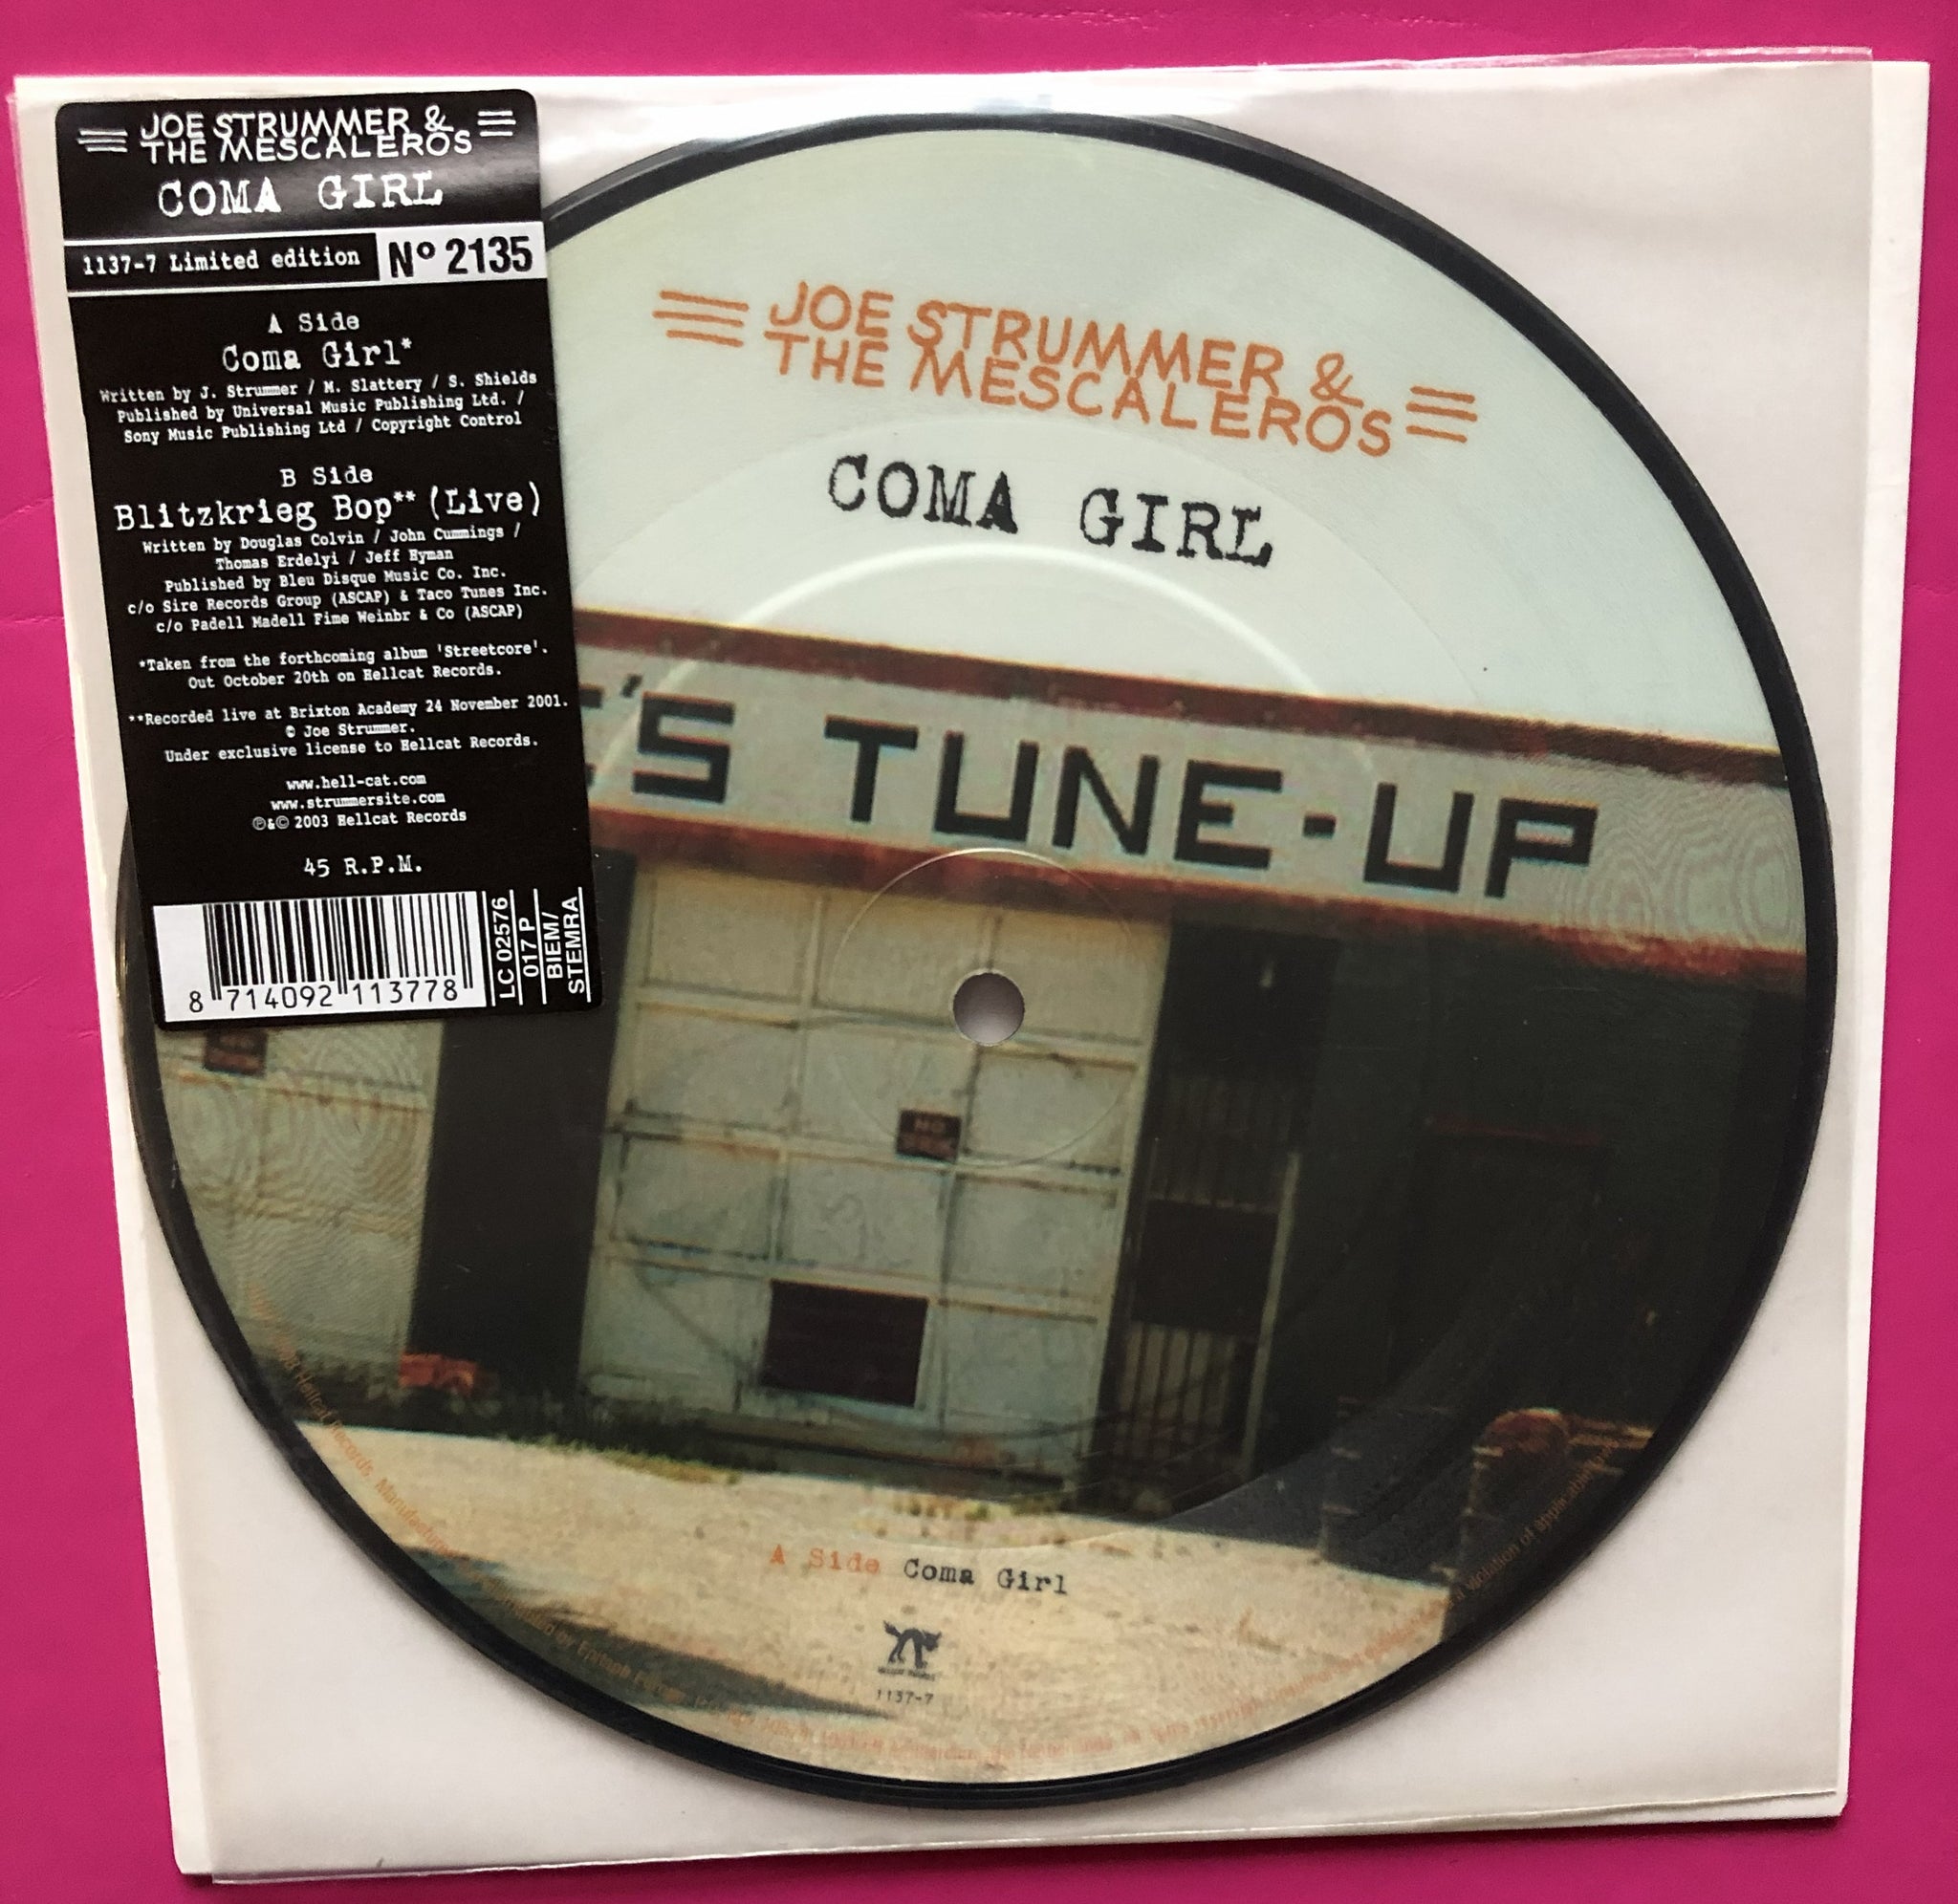 JOE STRUMMER &
THE MESCALEROS
COMA GIRL
1137-7 Limited edition
Nº 2135
A Side
Coma Girl*
Written by J. Strummer / M. Slattery / S. Shields
Published by Universal Music Publishing Ltd. /
Sony Music Publishing Ltd / Copyright Control
B Side
Blitzkrieg Bop** (Live)
Written by Douglas Colvin / John Cummings /
Thomas Erdelyi / Jeff Hyman
Published by Bleu Disque Music Co. Inc.
c/o Sire Records Group (ASCAP) & Taco Tunes Inc.
c/o Padell Madell Fime Weinbr & Co (ASCAP)
*Taken from the forthcoming album 'Streetcore'.
Out October 20th on Hellcat Records.
**Recorded live at Brixton Academy 24 November 2001.
© Joe Strummer.
Under exclusive license to Hellcat Records.
www.hell-cat.com
www.strummersite.com
℗&© 2003 Hellcat Records
45 R.P.M.
8 714092 113778
LC 02576
017 P
BIEM/
STEMRA
JOE STRUMMER &
THE MESCALEROS
COMA GIRL
'S TUNE-UP
NO
A Side Coma Girl
1137-7
Hellcat Records. violation of applicable